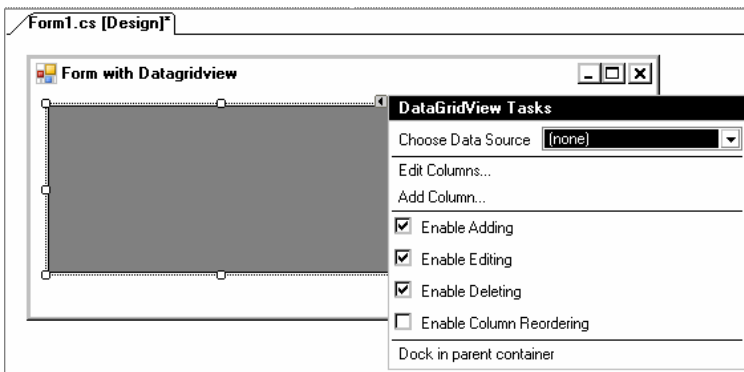 Form1.cs [Design]*
Form with Datagridview
DataGridView Tasks
Choose Data Source (none)
Edit Columns...
Add Column...
Enable Adding
Enable Editing
Enable Deleting
Enable Column Reordering
Dock in parent container